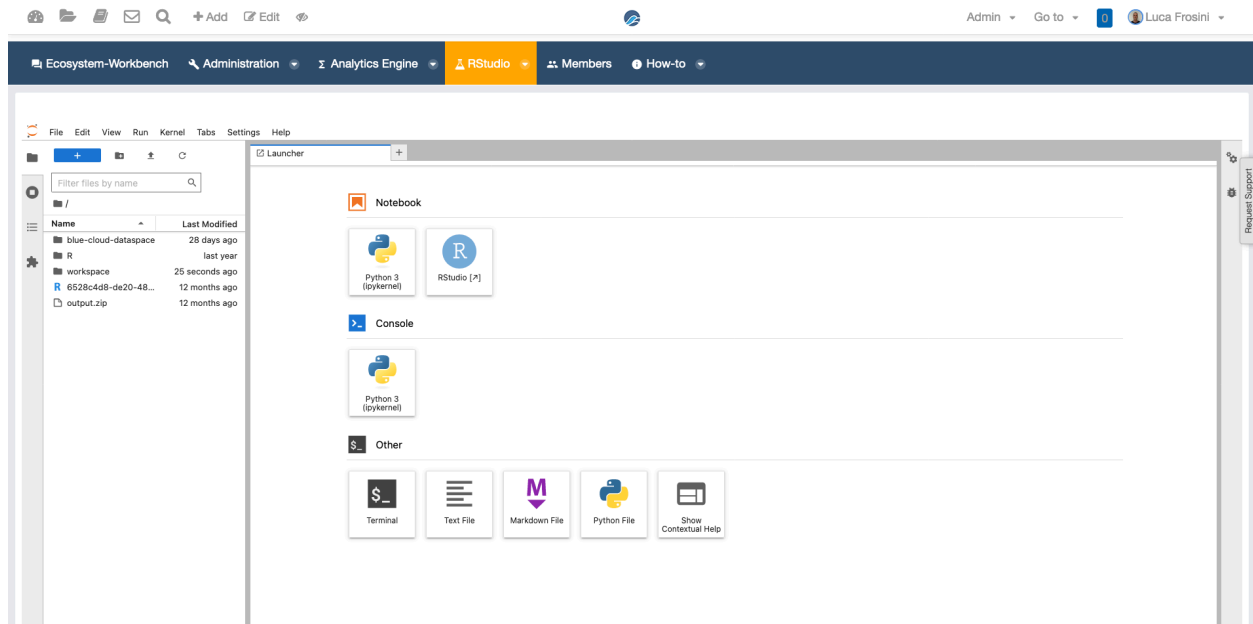 + Add Edit Admin Go to 0 Luca Frosini
Ecosystem-Workbench Administration Σ Analytics Engine RStudio Members How-to
File Edit View Run Kernel Tabs Settings Help
Launcher
Filter files by name
/
Name Last Modified
blue-cloud-dataspace 28 days ago
R last year
workspace 25 seconds ago
R 6528c4d8-de20-48... 12 months ago
output.zip 12 months ago
Notebook
Python 3
(ipykernel)
R
RStudio [↗]
Console
Python 3
(ipykernel)
$_ Other
$_
Terminal
Text File
M
Markdown File
Python File
Show
Contextual Help
Request Support